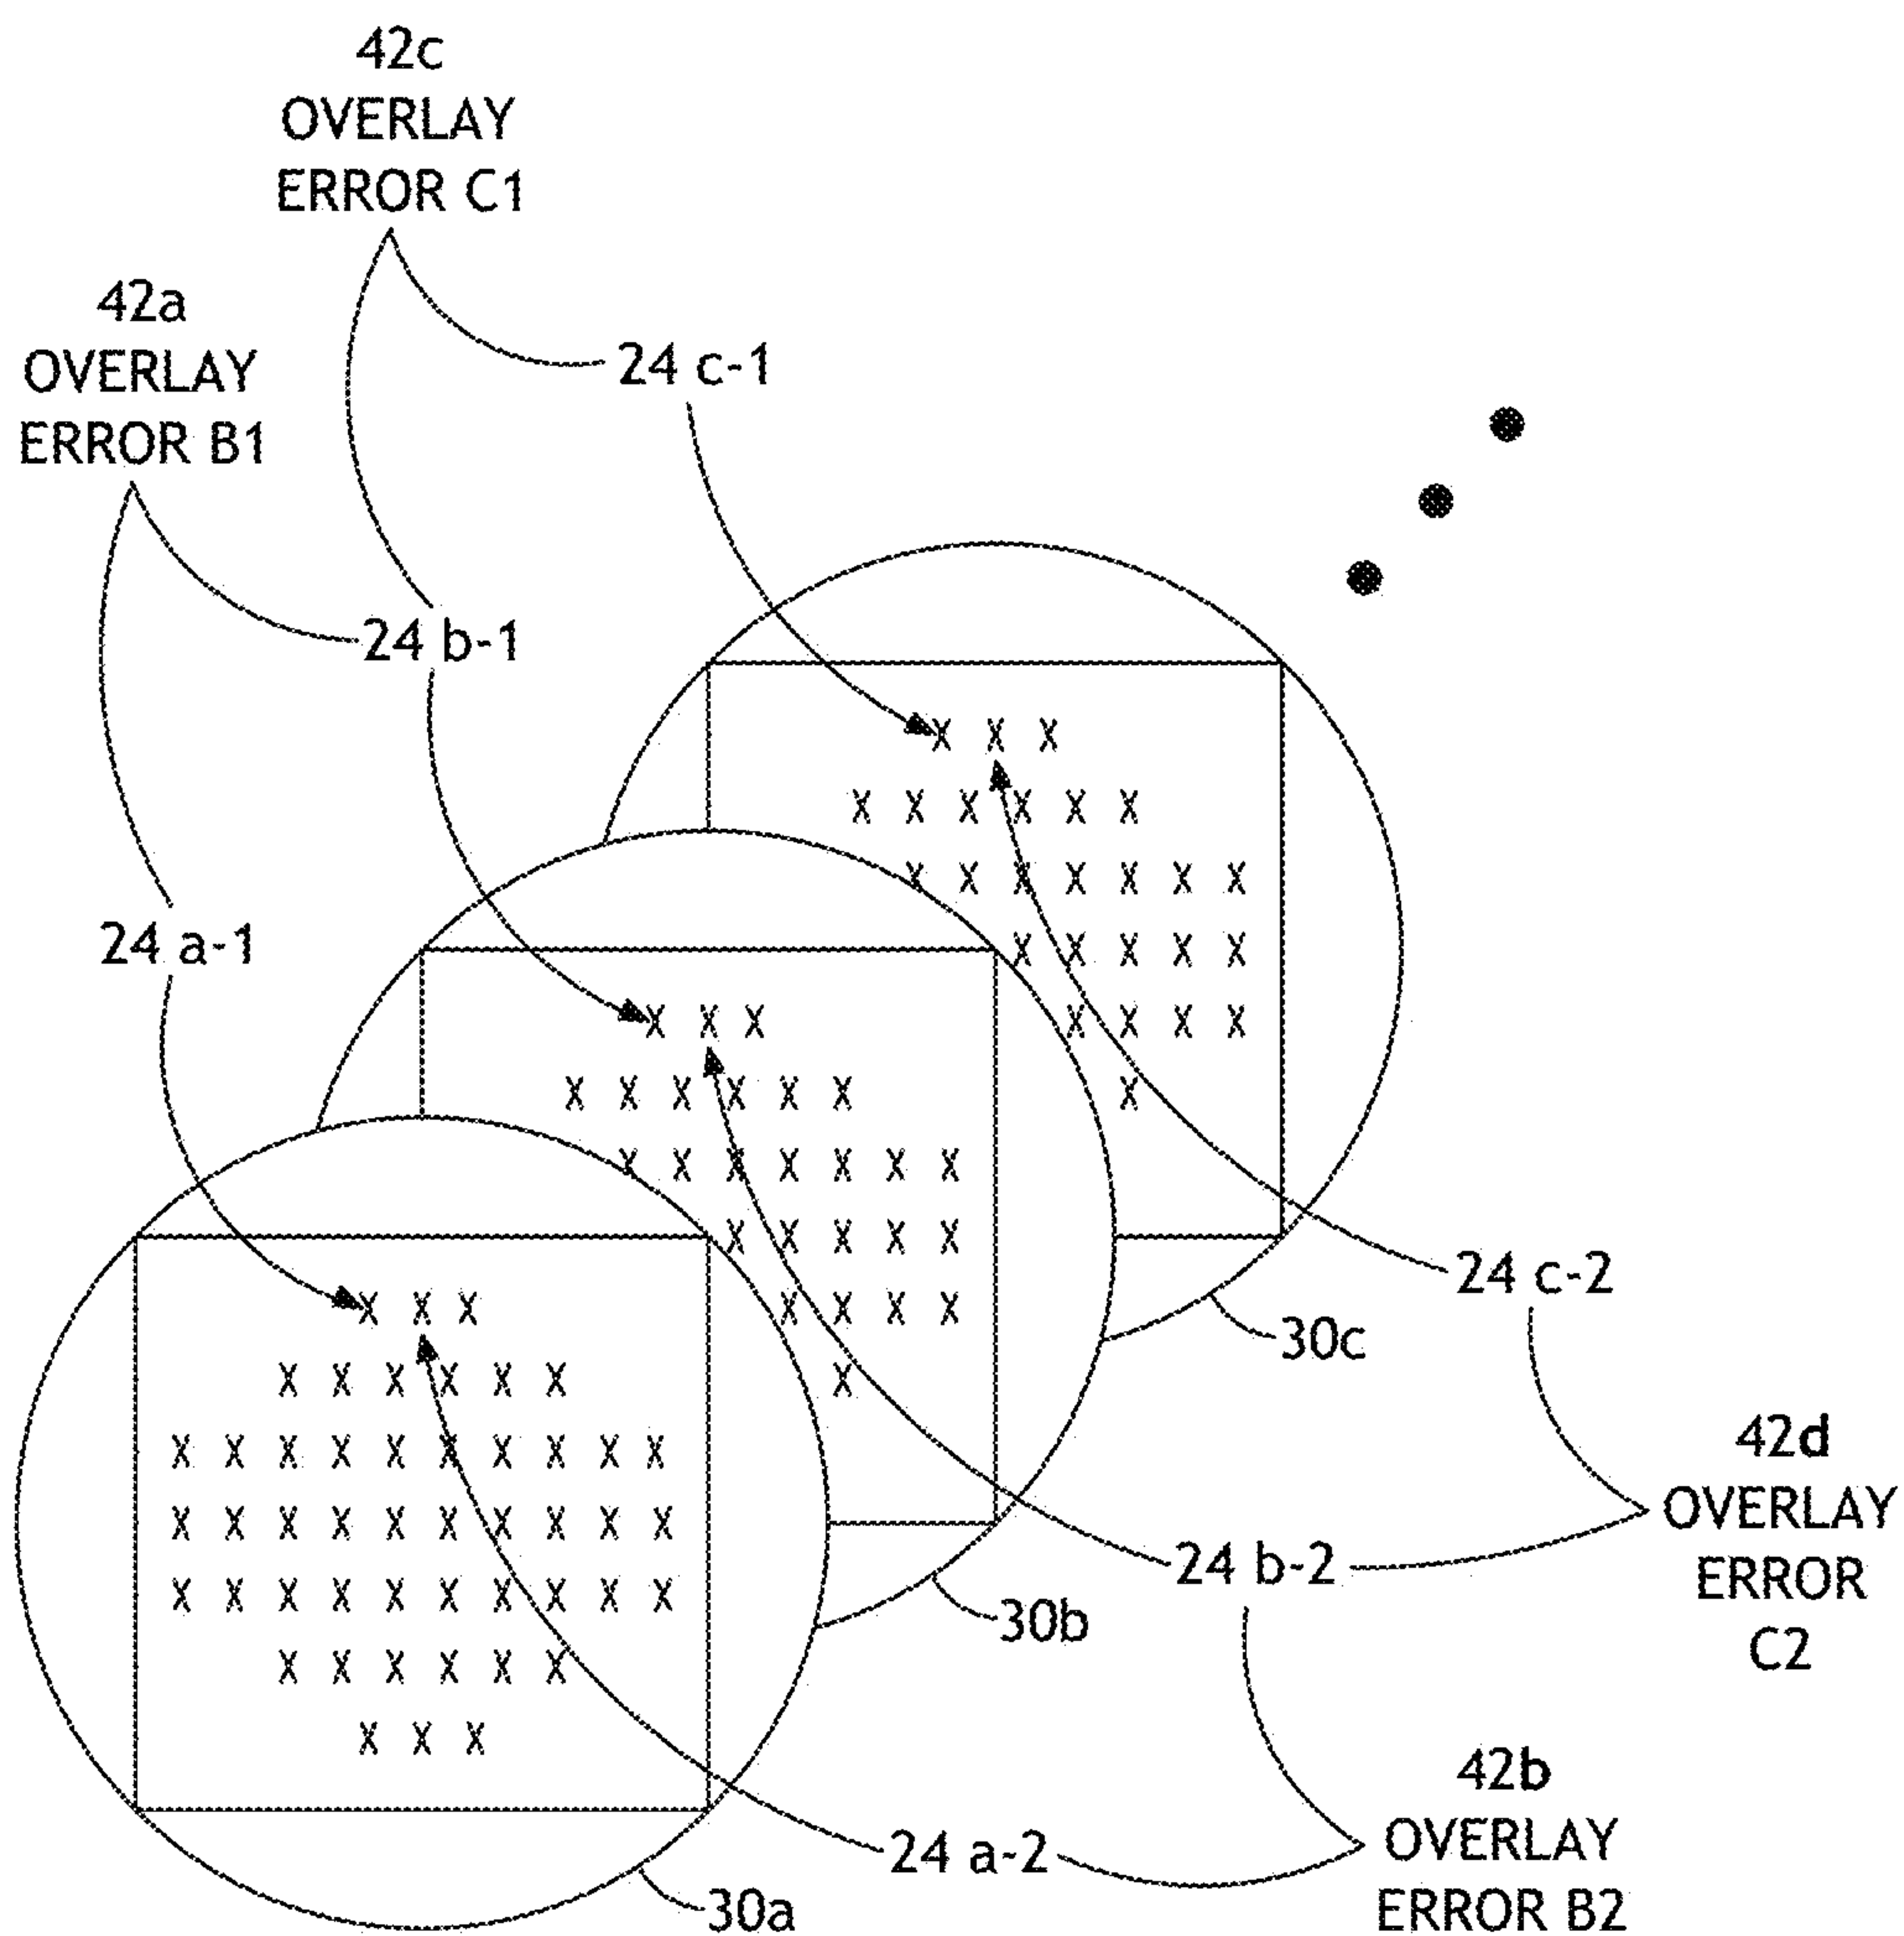 42c
OVERLAY
ERROR C1
42a
OVERLAY
ERROR B1
24 c-1
24 b-1
24 a-1
X X X
X X X X X X
X X X X X X X
X X X X X
X X X X
X
X X X
X X X X X X
X X X X X X X
X X X X X
X X X X
X
X X X
X X X X X X
X X X X X X X X X X
X X X X X X X X X X
X X X X X X X X X X
X X X X X X
X X X
24 c-2
30c
42d
OVERLAY
ERROR
C2
24 b-2
30b
42b
OVERLAY
ERROR B2
24 a-2
30a